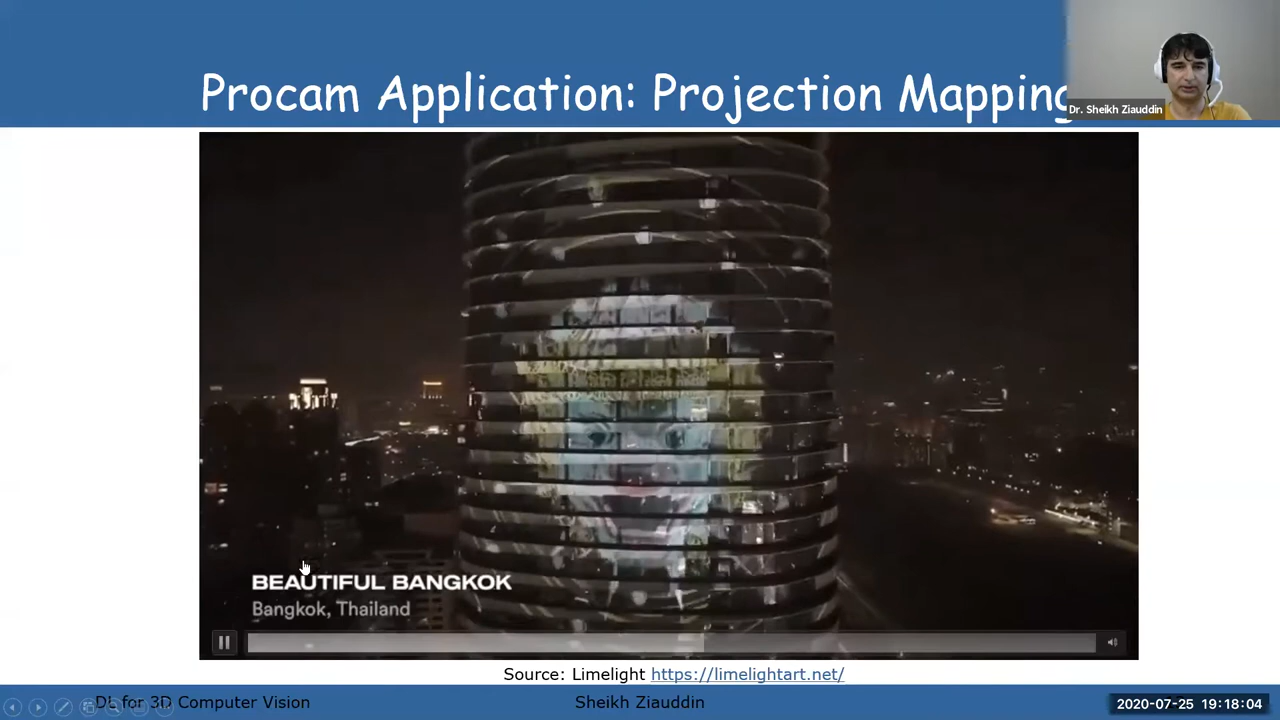 Procam Application: Projection Mapping
Dr. Sheikh Ziauddin
BEAUTIFUL BANGKOK
Bangkok, Thailand
Source: Limelight https://limelightart.net/
DL for 3D Computer Vision
Sheikh Ziauddin
2020-07-25 19:18:04